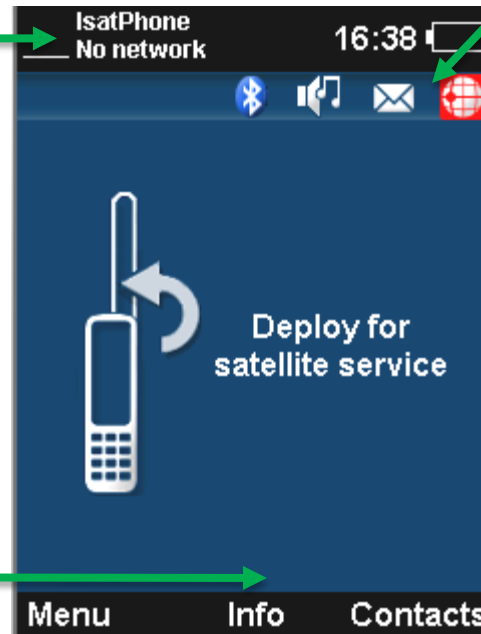 IsatPhone
No network
16:38
Deploy for
satellite service
Menu Info Contacts